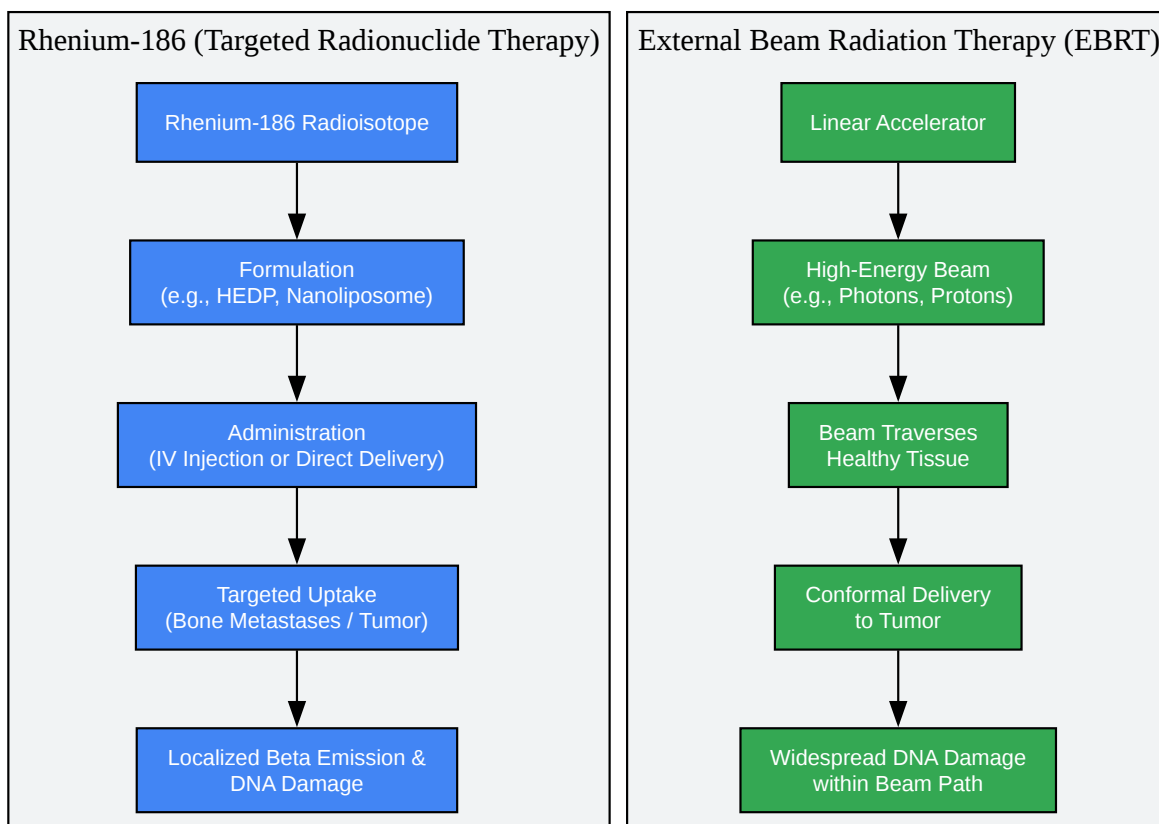 Rhenium-186 (Targeted Radionuclide Therapy)
Rhenium-186 Radioisotope
Formulation
(e.g., HEDP, Nanoliposome)
Administration
(IV Injection or Direct Delivery)
Targeted Uptake
(Bone Metastases / Tumor)
Localized Beta Emission &
DNA Damage
External Beam Radiation Therapy (EBRT)
Linear Accelerator
High-Energy Beam
(e.g., Photons, Protons)
Beam Traverses
Healthy Tissue
Conformal Delivery
to Tumor
Widespread DNA Damage
within Beam Path